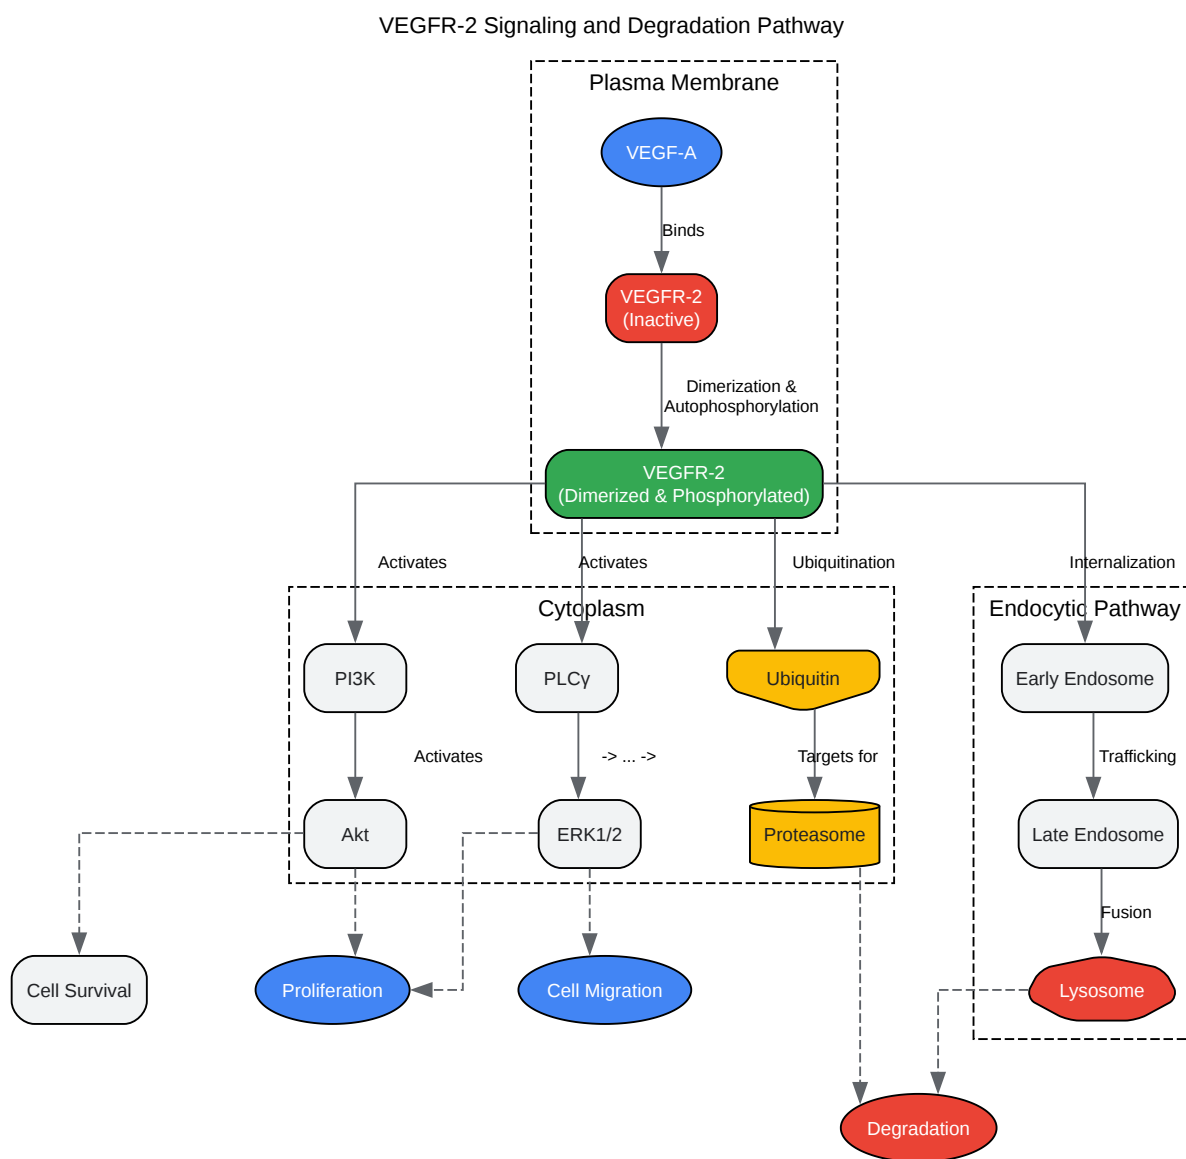 VEGFR-2 Signaling and Degradation Pathway
Plasma Membrane
VEGF-A
Binds
VEGFR-2
(Inactive)
Dimerization &
Autophosphorylation
VEGFR-2
(Dimerized & Phosphorylated)
Activates
Activates
Ubiquitination
Internalization
Cytoplasm
Endocytic Pathway
PI3K
PLCγ
Ubiquitin
Early Endosome
Activates
-> ... ->
Targets for
Trafficking
Akt
ERK1/2
Proteasome
Late Endosome
Fusion
Cell Survival
Proliferation
Cell Migration
Lysosome
Degradation